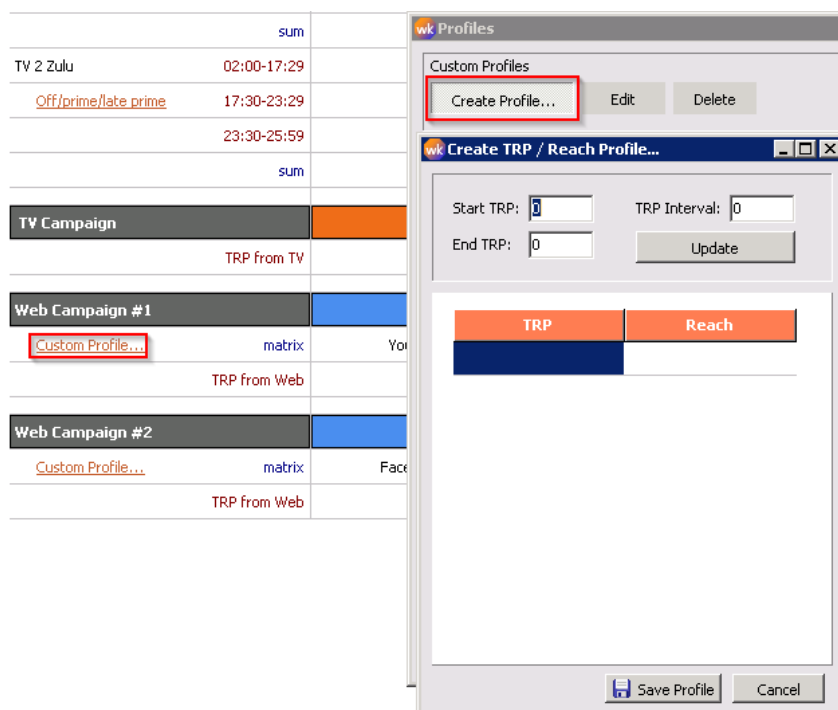 sum
TV 2 Zulu 02:00-17:29
Off/prime/late prime 17:30-23:29
23:30-25:59
sum
TV Campaign
TRP from TV
Web Campaign #1
Custom Profile... matrix You
TRP from Web
Web Campaign #2
Custom Profile... matrix Face
TRP from Web
wk Profiles
Custom Profiles
Create Profile... Edit Delete
wk Create TRP / Reach Profile...
Start TRP: 0 TRP Interval: 0
End TRP: 0 Update
TRP Reach
Save Profile Cancel